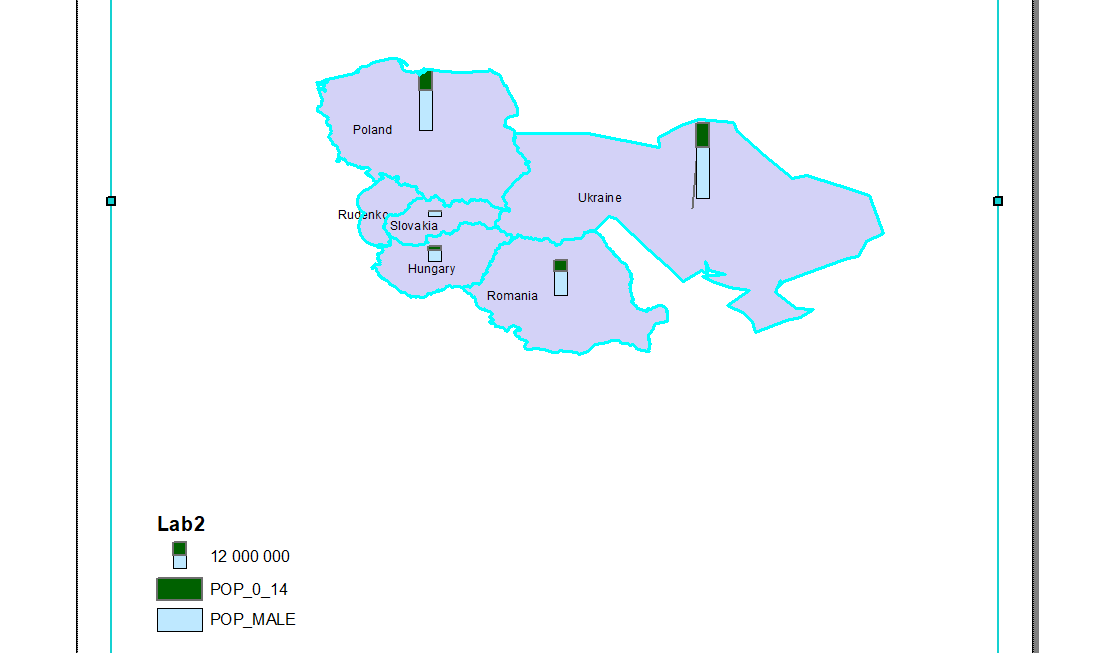 Poland
Ukraine
Rudenko
Slovakia
Hungary
Romania
Lab2
12 000 000
POP_0_14
POP_MALE